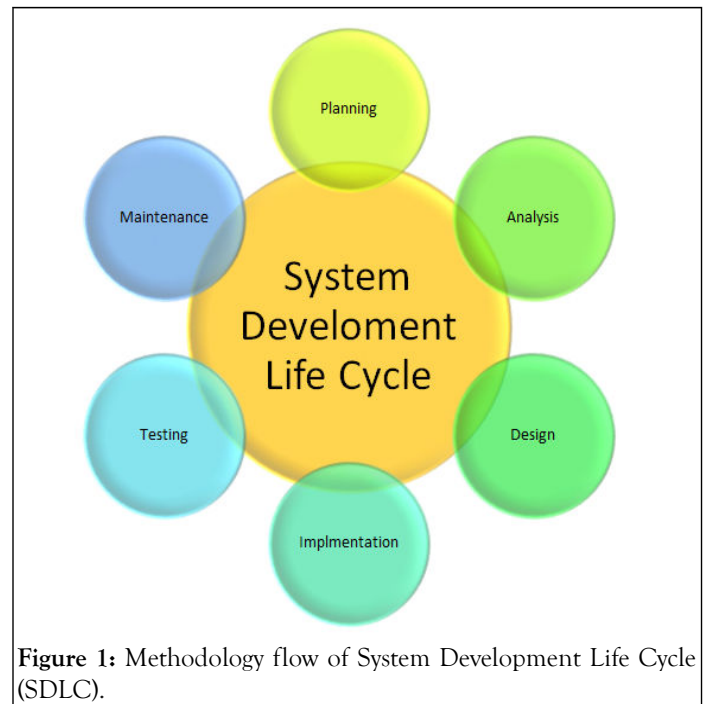 Planning
Analysis
Design
Implmentation
Testing
Maintenance
System
Develoment
Life Cycle
Figure 1: Methodology flow of System Development Life Cycle
(SDLC).